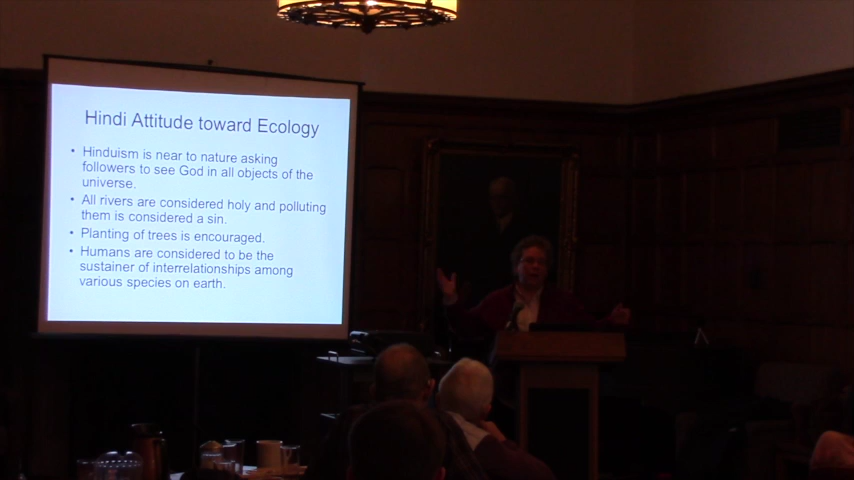 Hindi Attitude toward Ecology
• Hinduism is near to nature asking
followers to see God in all objects of the
universe.
• All rivers are considered holy and polluting
them is considered a sin.
• Planting of trees is encouraged.
• Humans are considered to be the
sustainer of interrelationships among
various species on earth.